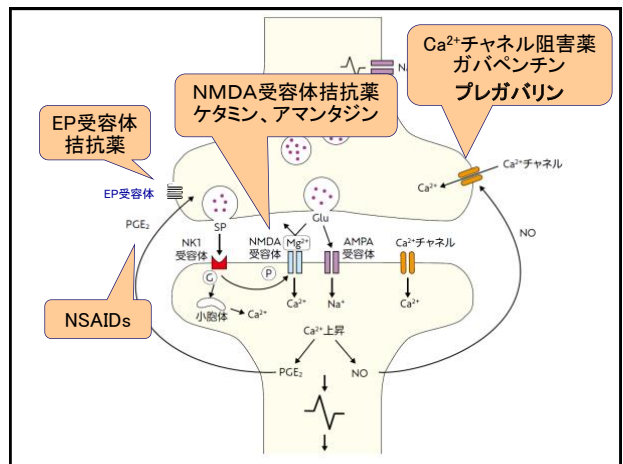 Ca²⁺チャネル阻害薬
ガバペンチン
プレガバリン
NMDA受容体拮抗薬
ケタミン、アマンタジン
EP受容体
拮抗薬
Ca²⁺チャネル
Ca²⁺
EP受容体
SP
Glu
PGE₂
NO
NK1
受容体
NMDA
受容体
Mg²⁺
AMPA
受容体
Ca²⁺チャネル
G
P
NSAIDs
小胞体
Ca²⁺
Ca²⁺
Na⁺
Ca²⁺
Ca²⁺上昇
PGE₂
NO